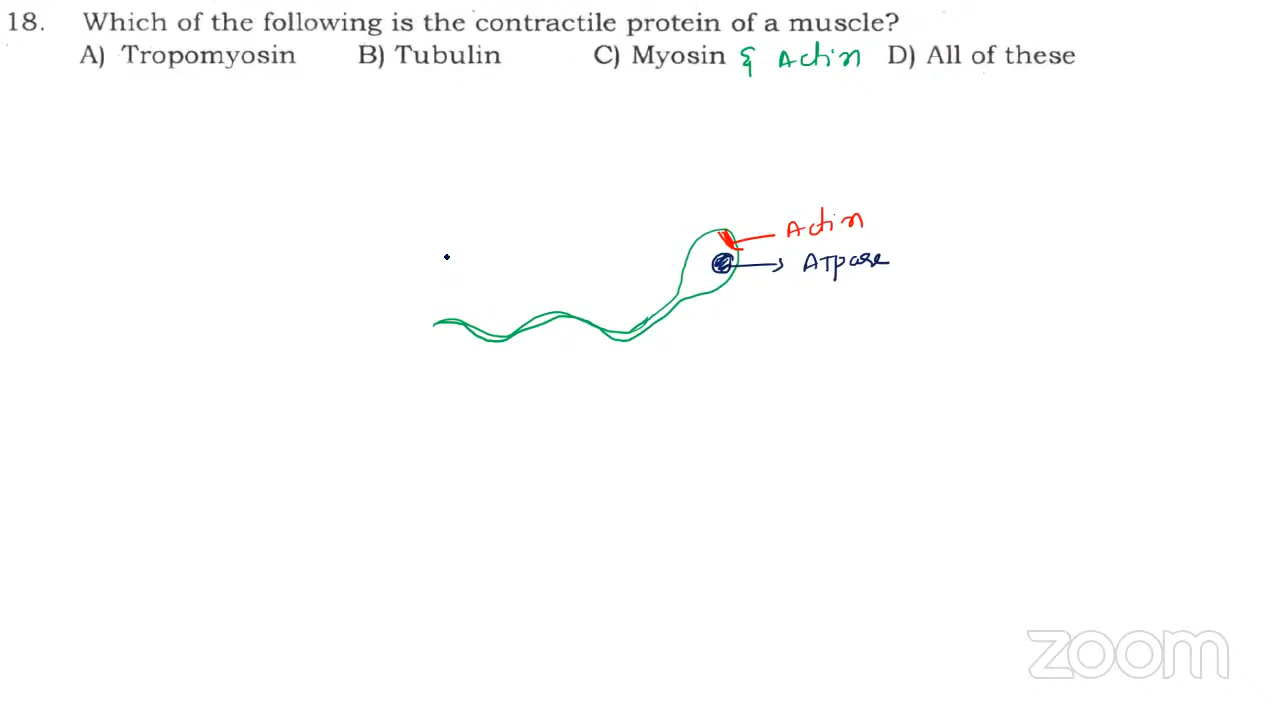 18. Which of the following is the contractile protein of a muscle?
A) Tropomyosin B) Tubulin C) Myosin & Actin D) All of these
Actin
ATpase
zoom